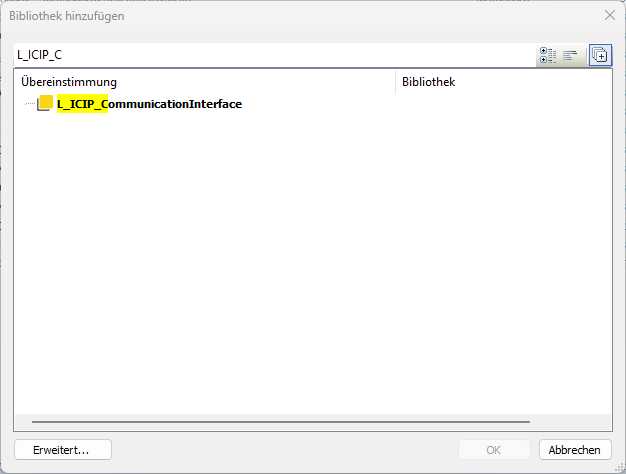 Bibliothek hinzufügen
L_ICIP_C
Übereinstimmung Bibliothek
L_ICIP_CommunicationInterface
Erweitert... OK Abbrechen